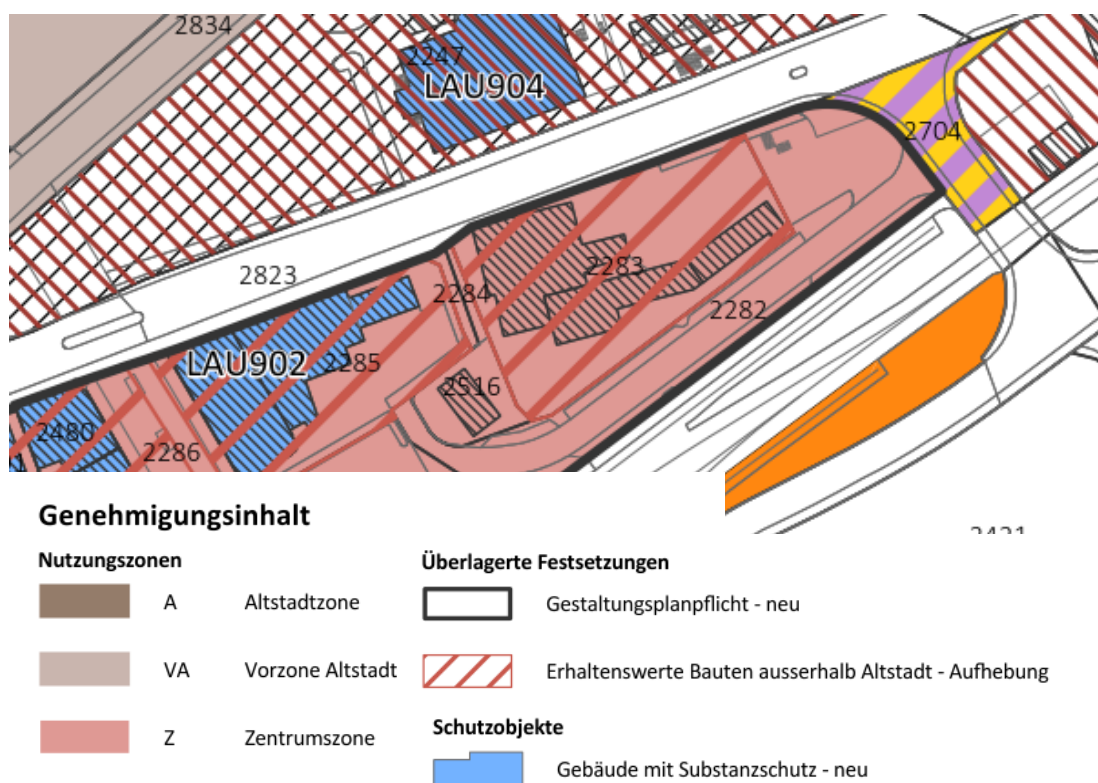 2834
2247
LAU904
2704
2823
2284
2283
2282
LAU902
2285
2516
2480
2286
Genehmigungsinhalt
Nutzungszonen
A Altstadtzone
VA Vorzone Altstadt
Z Zentrumszone
Überlagerte Festsetzungen
Gestaltungsplanpflicht - neu
Erhaltenswerte Bauten ausserhalb Altstadt - Aufhebung
Schutzobjekte
Gebäude mit Substanzschutz - neu